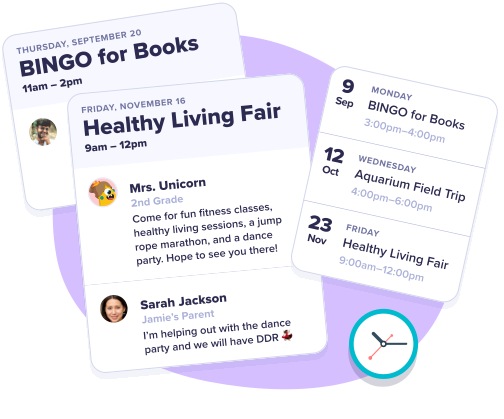 THURSDAY, SEPTEMBER 20
BINGO for Books
11am – 2pm
FRIDAY, NOVEMBER 16
Healthy Living Fair
9am – 12pm
Mrs. Unicorn
2nd Grade
Come for fun fitness classes,
healthy living sessions, a jump
rope marathon, and a dance
party. Hope to see you there!
Sarah Jackson
Jamie's Parent
I'm helping out with the dance
party and we will have DDR 💃
9 MONDAY
Sep BINGO for Books
3:00pm–4:00pm
12 WEDNESDAY
Oct Aquarium Field Trip
4:00pm–6:00pm
23 FRIDAY
Nov Healthy Living Fair
9:00am–12:00pm